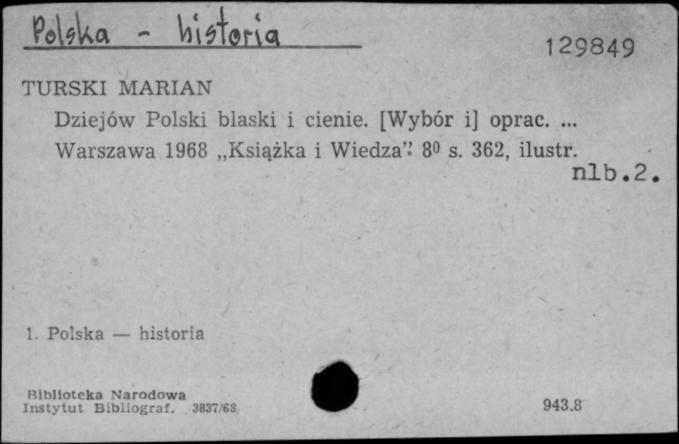 Polska - historia
129849
TURSKI MARIAN
Dziejów Polski blaski i cienie. [Wybór i] oprac. ...
Warszawa 1968 „Książka i Wiedza". 8⁰ s. 362, ilustr.
nlb.2.
1. Polska — historia
Biblioteka Narodowa
Instytut Bibliograf. 3837/68
943.8